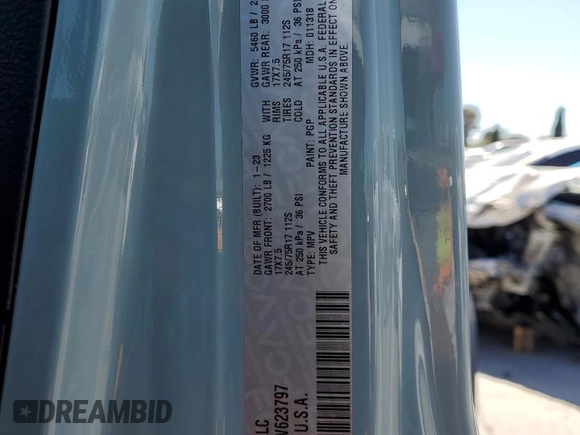 LC
DATE OF MFR (BUILT): 1-23 GVWR: 5460 LB /
GAWR FRONT: 2700 LB / 1225 KG WITH GAWR REAR: 3000
17X7.5 RIMS 17X7.5
245/75R17 112S TIRES 245/75R17 112S
AT 250 kPa / 36 PSI COLD AT 250 kPa / 36 PSI
TYPE: MPV PAINT: PGP MDH: 011318
THIS VEHICLE CONFORMS TO ALL APPLICABLE U.S.A. FEDERAL
SAFETY AND THEFT PREVENTION STANDARDS IN EFFECT ON
MANUFACTURE SHOWN ABOVE.
623797
U.S.A.
DREAMBID